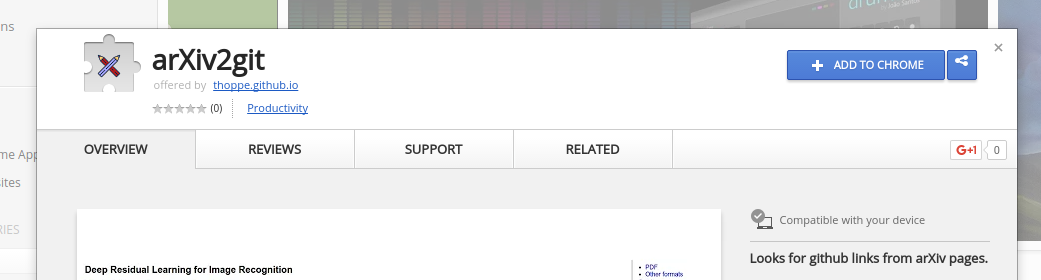 ns
arXiv2git
offered by thoppe.github.io
(0) Productivity
ADD TO CHROME
OVERVIEW REVIEWS SUPPORT RELATED
G+1 0
me App
sites
RIES
Compatible with your device
Looks for github links from arXiv pages.
Deep Residual Learning for Image Recognition
• PDF
• Other formats